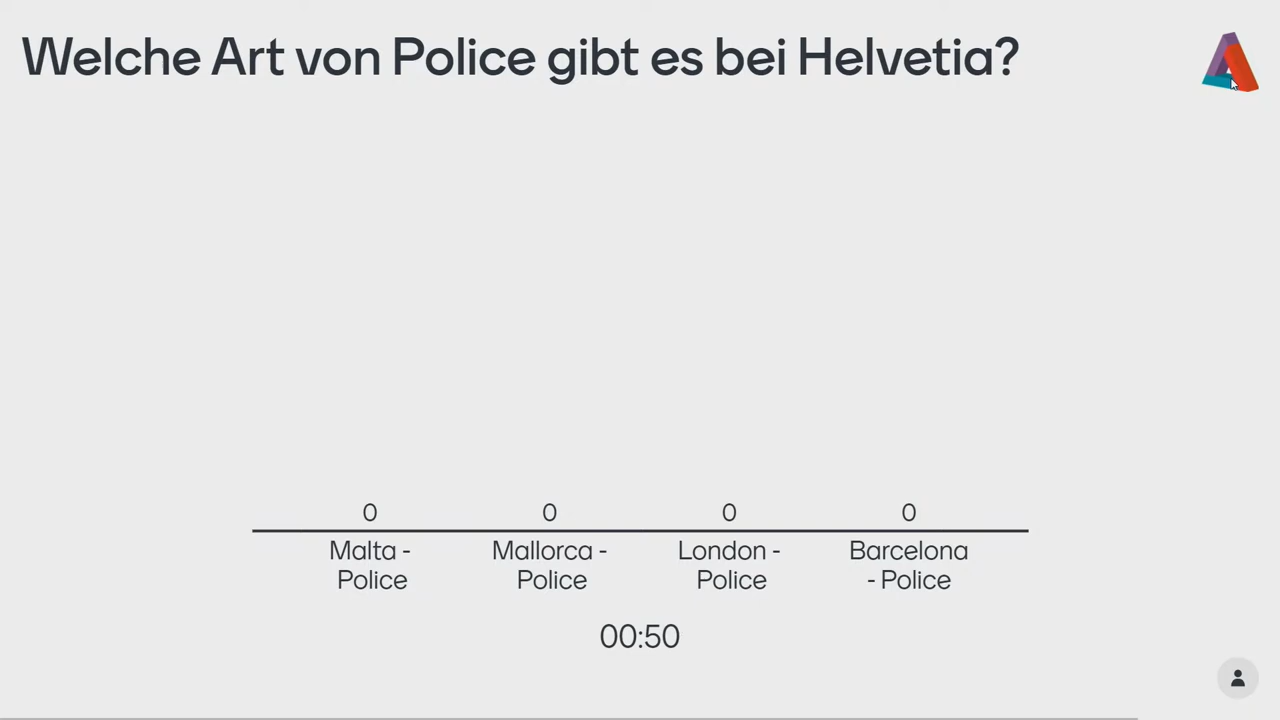 Welche Art von Police gibt es bei Helvetia?
0 0 0 0
Malta - Mallorca - London - Barcelona
Police Police Police - Police
00:50